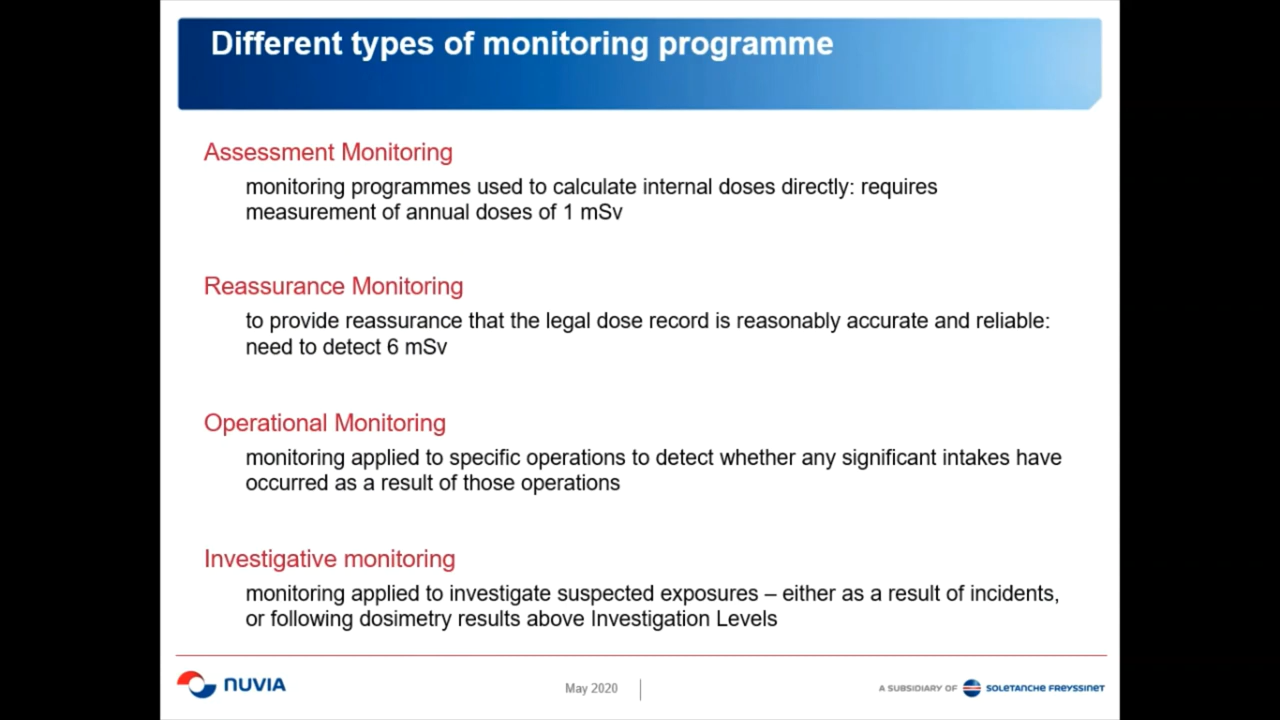 Different types of monitoring programme
Assessment Monitoring
monitoring programmes used to calculate internal doses directly: requires
measurement of annual doses of 1 mSv
Reassurance Monitoring
to provide reassurance that the legal dose record is reasonably accurate and reliable:
need to detect 6 mSv
Operational Monitoring
monitoring applied to specific operations to detect whether any significant intakes have
occurred as a result of those operations
Investigative monitoring
monitoring applied to investigate suspected exposures – either as a result of incidents,
or following dosimetry results above Investigation Levels
NUVIA
May 2020
A SUBSIDIARY OF SOLETANCHE FREYSSINET